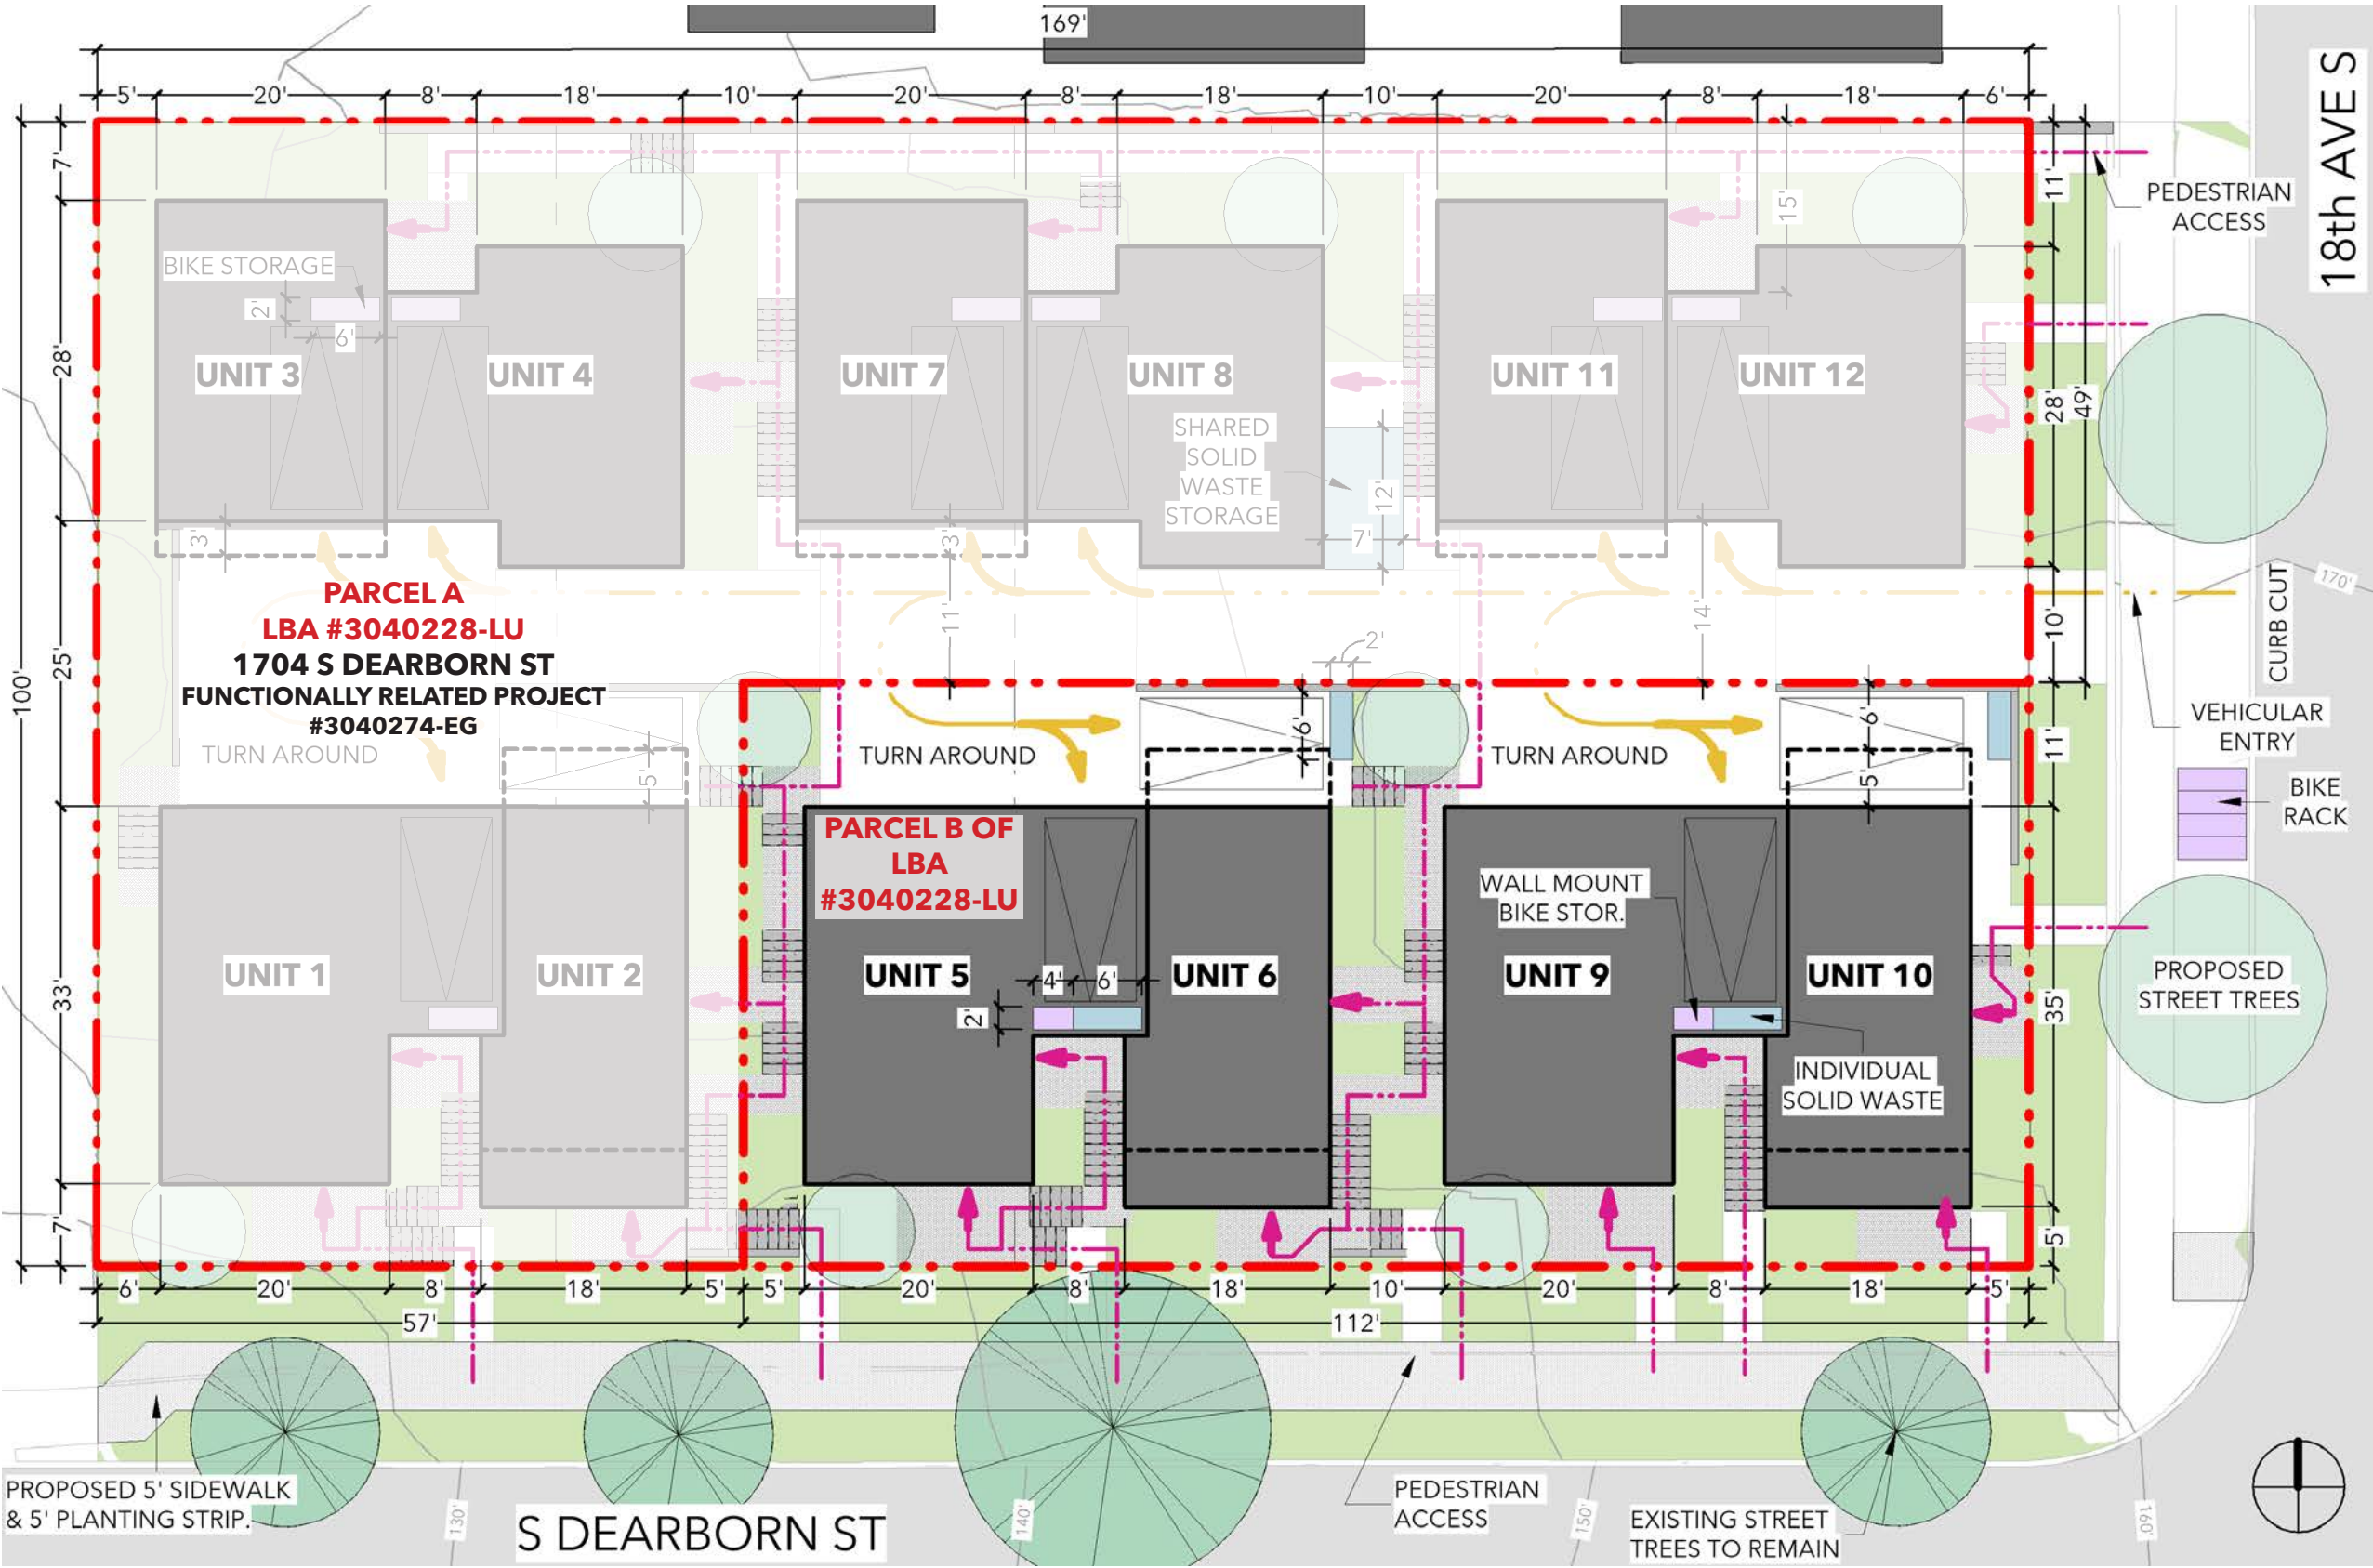 169'
5'
20'
8'
18'
10'
20'
8'
18'
10'
20'
8'
18'
6'
18th AVE S
7'
11'
PEDESTRIAN
ACCESS
15'
BIKE STORAGE
2'
6'
UNIT 3
UNIT 4
UNIT 7
UNIT 8
UNIT 11
UNIT 12
28'
28'
49'
SHARED
SOLID
WASTE
STORAGE
12'
7'
3'
3'
170'
CURB CUT
PARCEL A
LBA #3040228-LU
1704 S DEARBORN ST
FUNCTIONALLY RELATED PROJECT
#3040274-EG
11'
14'
10'
2'
25'
100'
TURN AROUND
TURN AROUND
TURN AROUND
5'
6'
6'
5'
11'
VEHICULAR
ENTRY
BIKE
RACK
PARCEL B OF
LBA
#3040228-LU
WALL MOUNT
BIKE STOR.
UNIT 1
UNIT 2
UNIT 5
4'
6'
2'
UNIT 6
UNIT 9
UNIT 10
PROPOSED
STREET TREES
33'
35'
INDIVIDUAL
SOLID WASTE
7'
5'
6'
20'
8'
18'
5'
5'
20'
8'
18'
10'
20'
8'
18'
5'
57'
112'
PROPOSED 5' SIDEWALK
& 5' PLANTING STRIP.
130'
S DEARBORN ST
140'
PEDESTRIAN
ACCESS
150'
EXISTING STREET
TREES TO REMAIN
160'